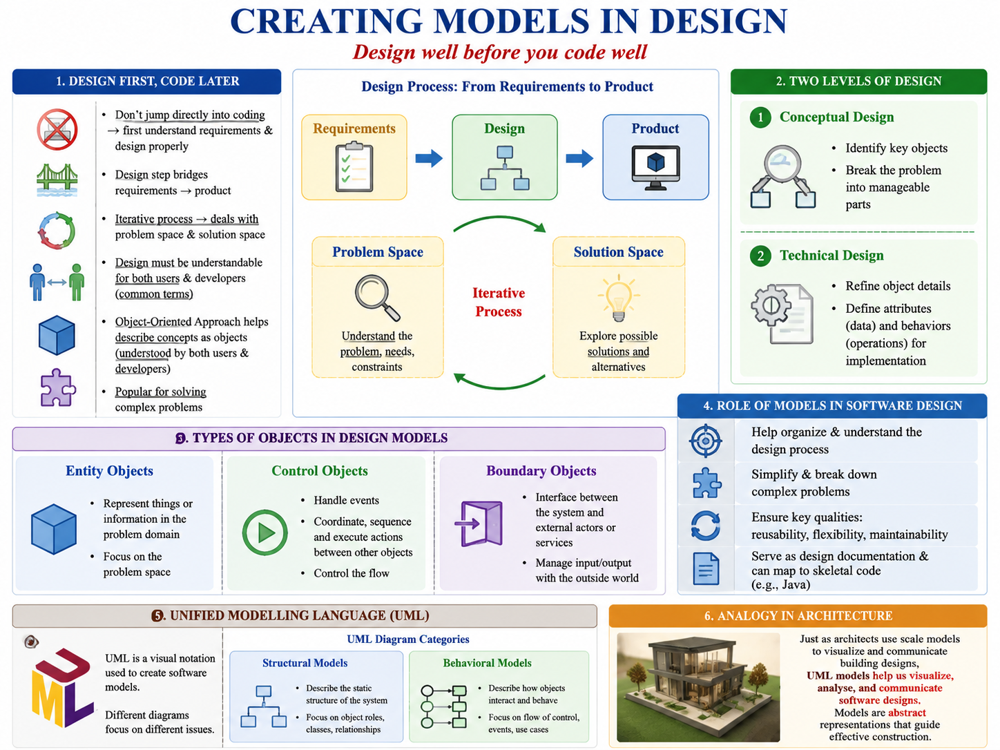 CREATING MODELS IN DESIGN
Design well before you code well
1. DESIGN FIRST, CODE LATER
• Don't jump directly into coding
→ first understand requirements &
design properly
• Design step bridges
requirements → product
• Iterative process → deals with
problem space & solution space
• Design must be understandable
for both users & developers
(common terms)
• Object-Oriented Approach helps
describe concepts as objects
(understood by both users &
developers)
• Popular for solving
complex problems
Design Process: From Requirements to Product
Requirements
Design
Product
Problem Space
Understand the
problem, needs,
constraints
Iterative
Process
Solution Space
Explore possible
solutions and
alternatives
2. TWO LEVELS OF DESIGN
1 Conceptual Design
• Identify key objects
• Break the problem
into manageable
parts
2 Technical Design
• Refine object details
• Define attributes
(data) and behaviors
(operations) for
implementation
3. TYPES OF OBJECTS IN DESIGN MODELS
Entity Objects
• Represent things or
information in the
problem domain
• Focus on the
problem space
Control Objects
• Handle events
• Coordinate, sequence
and execute actions
between other objects
• Control the flow
Boundary Objects
• Interface between
the system and
external actors or
services
• Manage input/output
with the outside world
4. ROLE OF MODELS IN SOFTWARE DESIGN
Help organize & understand the
design process
Simplify & break down
complex problems
Ensure key qualities:
reusability, flexibility, maintainability
Serve as design documentation &
can map to skeletal code
(e.g., Java)
5. UNIFIED MODELLING LANGUAGE (UML)
UML
UML is a visual notation
used to create software
models.
Different diagrams
focus on different issues.
UML Diagram Categories
Structural Models
• Describe the static
structure of the system
• Focus on object roles,
classes, relationships
Behavioral Models
• Describe how objects
interact and behave
• Focus on flow of control,
events, use cases
6. ANALOGY IN ARCHITECTURE
Just as architects use scale models
to visualize and communicate
building designs,
UML models help us visualize,
analyse, and communicate
software designs.
Models are abstract
representations that guide
effective construction.